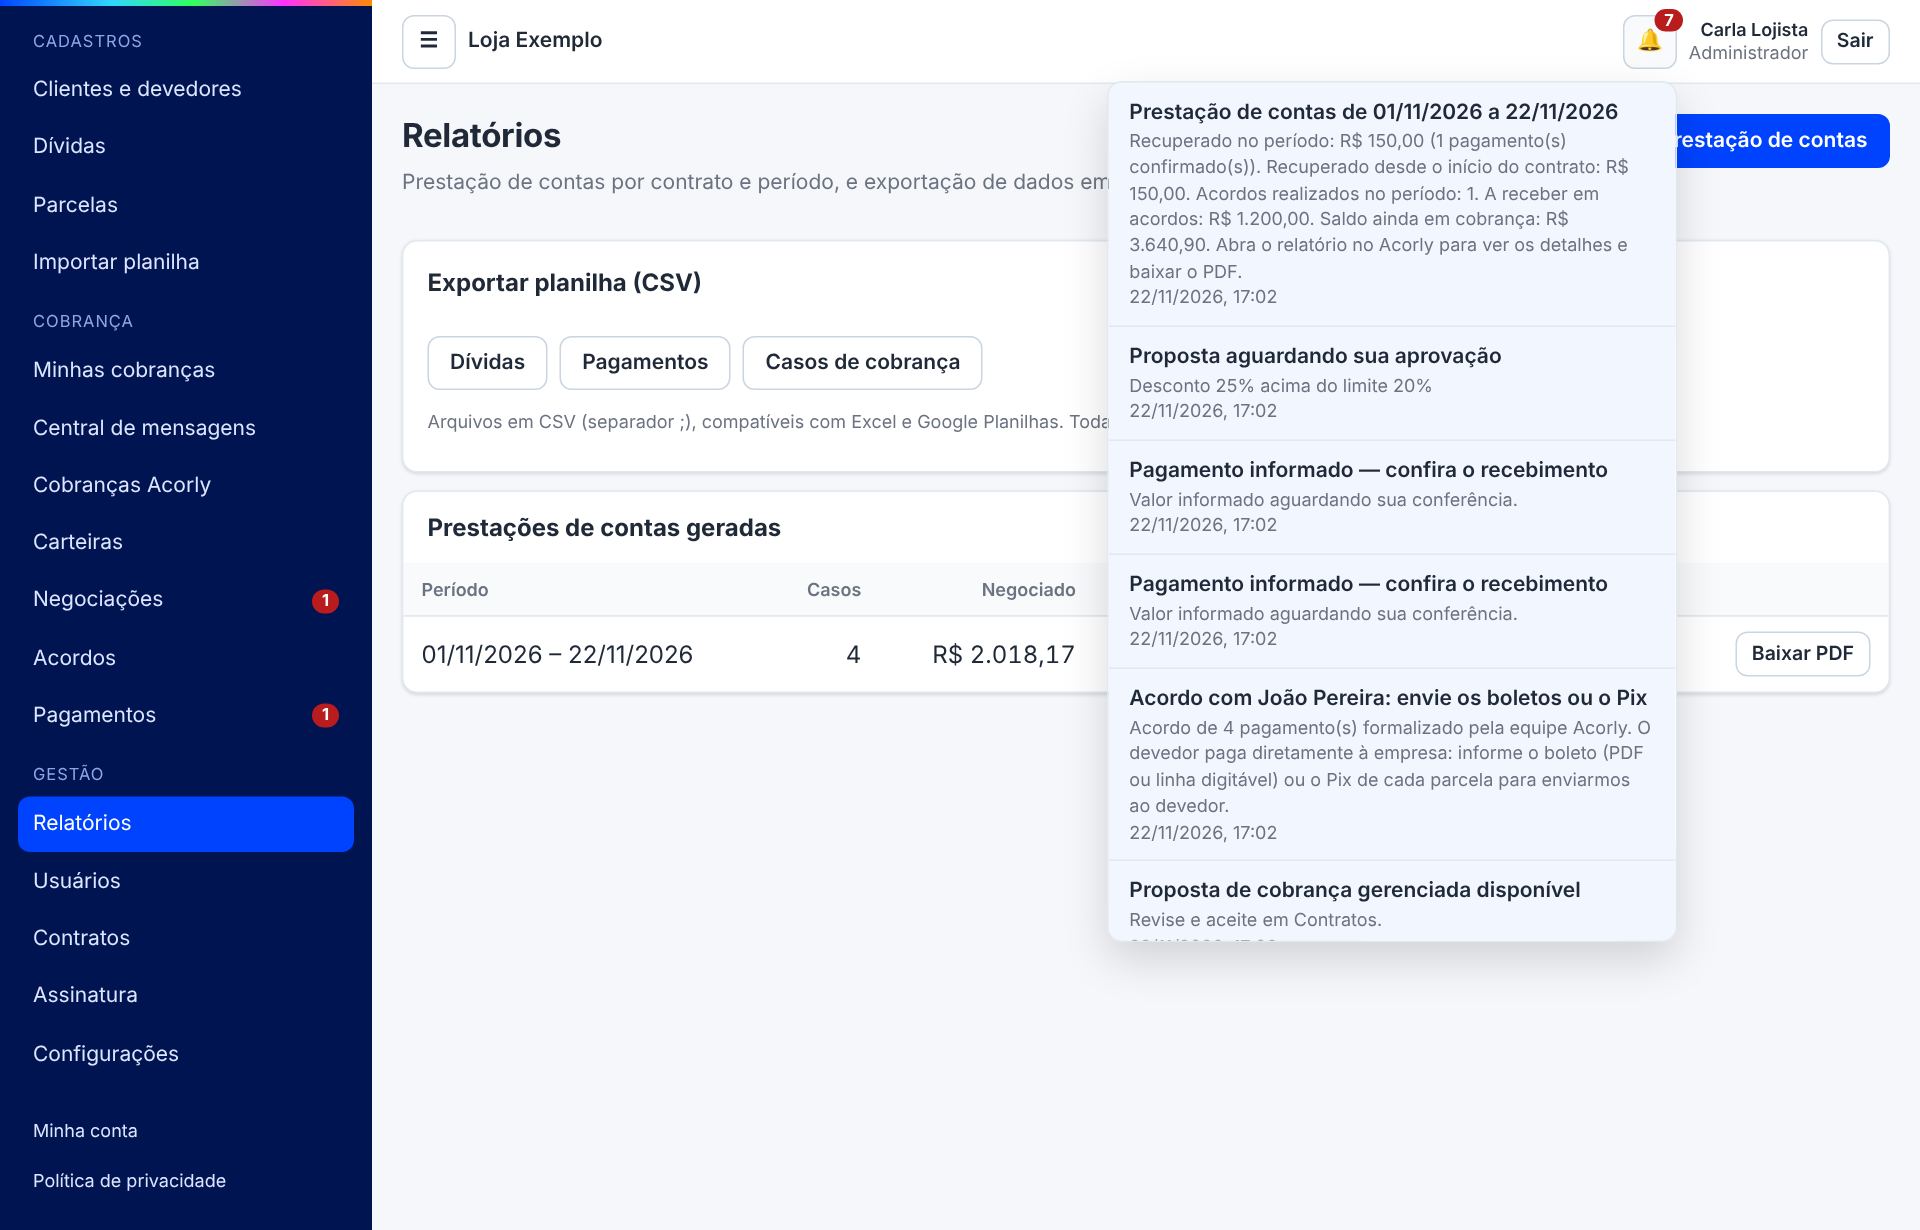 CADASTROS
Clientes e devedores
Dívidas
Parcelas
Importar planilha
COBRANÇA
Minhas cobranças
Central de mensagens
Cobranças Acorly
Carteiras
Negociações 1
Acordos
Pagamentos 1
GESTÃO
Relatórios
Usuários
Contratos
Assinatura
Configurações
Minha conta
Política de privacidade
Loja Exemplo
7
Carla Lojista
Administrador
Sair
Relatórios
Prestação de contas por contrato e período, e exportação de dados em
restação de contas
Exportar planilha (CSV)
Dívidas Pagamentos Casos de cobrança
Arquivos em CSV (separador ;), compatíveis com Excel e Google Planilhas.
Prestações de contas geradas
Período Casos Negociado
01/11/2026 – 22/11/2026 4 R$ 2.018,17 Baixar PDF
Prestação de contas de 01/11/2026 a 22/11/2026
Recuperado no período: R$ 150,00 (1 pagamento(s)
confirmado(s)). Recuperado desde o início do contrato: R$
150,00. Acordos realizados no período: 1. A receber em
acordos: R$ 1.200,00. Saldo ainda em cobrança: R$
3.640,90. Abra o relatório no Acorly para ver os detalhes e
baixar o PDF.
22/11/2026, 17:02
Proposta aguardando sua aprovação
Desconto 25% acima do limite 20%
22/11/2026, 17:02
Pagamento informado — confira o recebimento
Valor informado aguardando sua conferência.
22/11/2026, 17:02
Pagamento informado — confira o recebimento
Valor informado aguardando sua conferência.
22/11/2026, 17:02
Acordo com João Pereira: envie os boletos ou o Pix
Acordo de 4 pagamento(s) formalizado pela equipe Acorly. O
devedor paga diretamente à empresa: informe o boleto (PDF
ou linha digitável) ou o Pix de cada parcela para enviarmos
ao devedor.
22/11/2026, 17:02
Proposta de cobrança gerenciada disponível
Revise e aceite em Contratos.